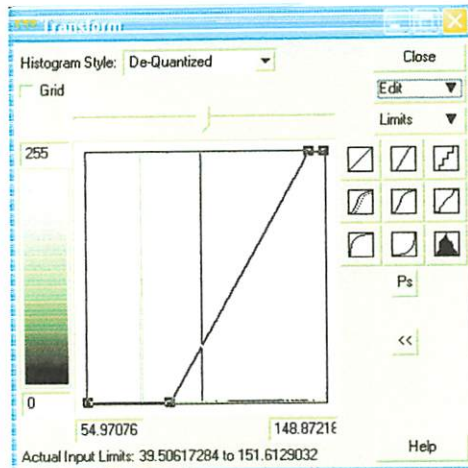 Transform
Histogram Style: De-Quantized
Close
Grid
Edit
Limits
255
Ps
<<
0
54.97076
148.87218
Actual Input Limits: 39.50617284 to 151.6129032
Help